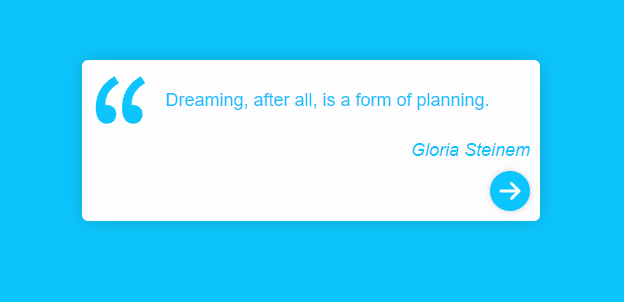 Dreaming, after all, is a form of planning.
Gloria Steinem